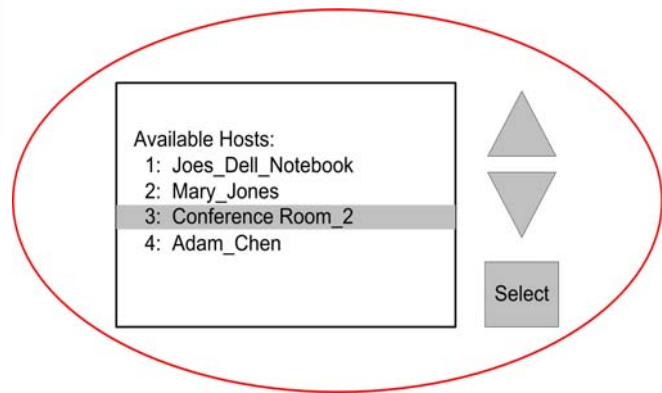 Available Hosts:
1: Joes_Dell_Notebook
2: Mary_Jones
3: Conference Room_2
4: Adam_Chen
Select